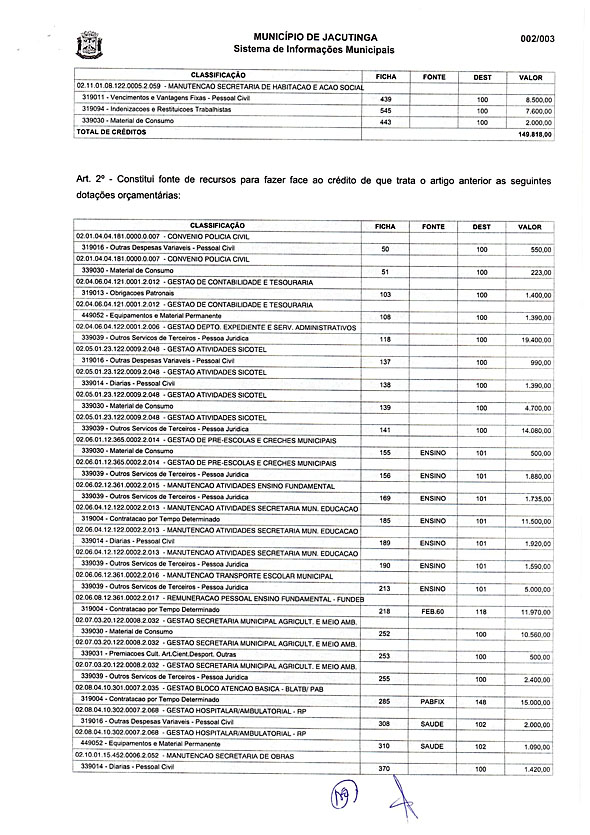 MUNICÍPIO DE JACUTINGA 002/003
Sistema de Informações Municipais
CLASSIFICAÇÃO FICHA FONTE DEST VALOR
02.11.01.08.122.0005.2.059 - MANUTENCAO SECRETARIA DE HABITACAO E ACAO SOCIAL
319011 - Vencimentos e Vantagens Fixas - Pessoal Civil 439 100 8.500,00
319094 - Indenizacoes e Restituicoes Trabalhistas 545 100 7.600,00
339030 - Material de Consumo 443 100 2.000,00
TOTAL DE CRÉDITOS 149.818,00
Art. 2º - Constitui fonte de recursos para fazer face ao crédito de que trata o artigo anterior as seguintes
dotações orçamentárias:
CLASSIFICAÇÃO FICHA FONTE DEST VALOR
02.01.04.04.181.0000.0.007 - CONVENIO POLICIA CIVIL
319016 - Outras Despesas Variaveis - Pessoal Civil 50 100 550,00
02.01.04.04.181.0000.0.007 - CONVENIO POLICIA CIVIL
339030 - Material de Consumo 51 100 223,00
02.04.06.04.121.0001.2.012 - GESTAO DE CONTABILIDADE E TESOURARIA
319013 - Obrigacoes Patronais 103 100 1.400,00
02.04.06.04.121.0001.2.012 - GESTAO DE CONTABILIDADE E TESOURARIA
449052 - Equipamentos e Material Permanente 108 100 1.390,00
02.04.06.04.122.0001.2.006 - GESTAO DEPTO. EXPEDIENTE E SERV. ADMINISTRATIVOS
339039 - Outros Servicos de Terceiros - Pessoa Juridica 118 100 19.400,00
02.05.01.23.122.0009.2.048 - GESTAO ATIVIDADES SICOTEL
319016 - Outras Despesas Variaveis - Pessoal Civil 137 100 990,00
02.05.01.23.122.0009.2.048 - GESTAO ATIVIDADES SICOTEL
339014 - Diarias - Pessoal Civil 138 100 1.390,00
02.05.01.23.122.0009.2.048 - GESTAO ATIVIDADES SICOTEL
339030 - Material de Consumo 139 100 4.700,00
02.05.01.23.122.0009.2.048 - GESTAO ATIVIDADES SICOTEL
339039 - Outros Servicos de Terceiros - Pessoa Juridica 141 100 14.080,00
02.06.01.12.365.0002.2.014 - GESTAO DE PRE-ESCOLAS E CRECHES MUNICIPAIS
339030 - Material de Consumo 155 ENSINO 101 500,00
02.06.01.12.365.0002.2.014 - GESTAO DE PRE-ESCOLAS E CRECHES MUNICIPAIS
339039 - Outros Servicos de Terceiros - Pessoa Juridica 156 ENSINO 101 1.880,00
02.06.02.12.361.0002.2.015 - MANUTENCAO ATIVIDADES ENSINO FUNDAMENTAL
339039 - Outros Servicos de Terceiros - Pessoa Juridica 169 ENSINO 101 1.735,00
02.06.04.12.122.0002.2.013 - MANUTENCAO ATIVIDADES SECRETARIA MUN. EDUCACAO
319004 - Contratacao por Tempo Determinado 185 ENSINO 101 11.500,00
02.06.04.12.122.0002.2.013 - MANUTENCAO ATIVIDADES SECRETARIA MUN. EDUCACAO
339014 - Diarias - Pessoal Civil 189 ENSINO 101 1.920,00
02.06.04.12.122.0002.2.013 - MANUTENCAO ATIVIDADES SECRETARIA MUN. EDUCACAO
339039 - Outros Servicos de Terceiros - Pessoa Juridica 190 ENSINO 101 1.590,00
02.06.06.12.361.0002.2.016 - MANUTENCAO TRANSPORTE ESCOLAR MUNICIPAL
339039 - Outros Servicos de Terceiros - Pessoa Juridica 213 ENSINO 101 5.000,00
02.06.08.12.361.0002.2.017 - REMUNERACAO PESSOAL ENSINO FUNDAMENTAL - FUNDEB
319004 - Contratacao por Tempo Determinado 218 FEB.60 118 11.970,00
02.07.03.20.122.0008.2.032 - GESTAO SECRETARIA MUNICIPAL AGRICULT. E MEIO AMB.
339030 - Material de Consumo 252 100 10.560,00
02.07.03.20.122.0008.2.032 - GESTAO SECRETARIA MUNICIPAL AGRICULT. E MEIO AMB.
339031 - Premiacoes Cult. Art.Cient.Desport. Outras 253 100 500,00
02.07.03.20.122.0008.2.032 - GESTAO SECRETARIA MUNICIPAL AGRICULT. E MEIO AMB.
339039 - Outros Servicos de Terceiros - Pessoa Juridica 255 100 2.400,00
02.08.04.10.301.0007.2.035 - GESTAO BLOCO ATENCAO BASICA - BLATB/ PAB
319004 - Contratacao por Tempo Determinado 285 PABFIX 148 15.000,00
02.08.04.10.302.0007.2.068 - GESTAO HOSPITALAR/AMBULATORIAL - RP
319016 - Outras Despesas Variaveis - Pessoal Civil 308 SAUDE 102 2.000,00
02.08.04.10.302.0007.2.068 - GESTAO HOSPITALAR/AMBULATORIAL - RP
449052 - Equipamentos e Material Permanente 310 SAUDE 102 1.090,00
02.10.01.15.452.0006.2.052 - MANUTENCAO SECRETARIA DE OBRAS
339014 - Diarias - Pessoal Civil 370 100 1.420,00